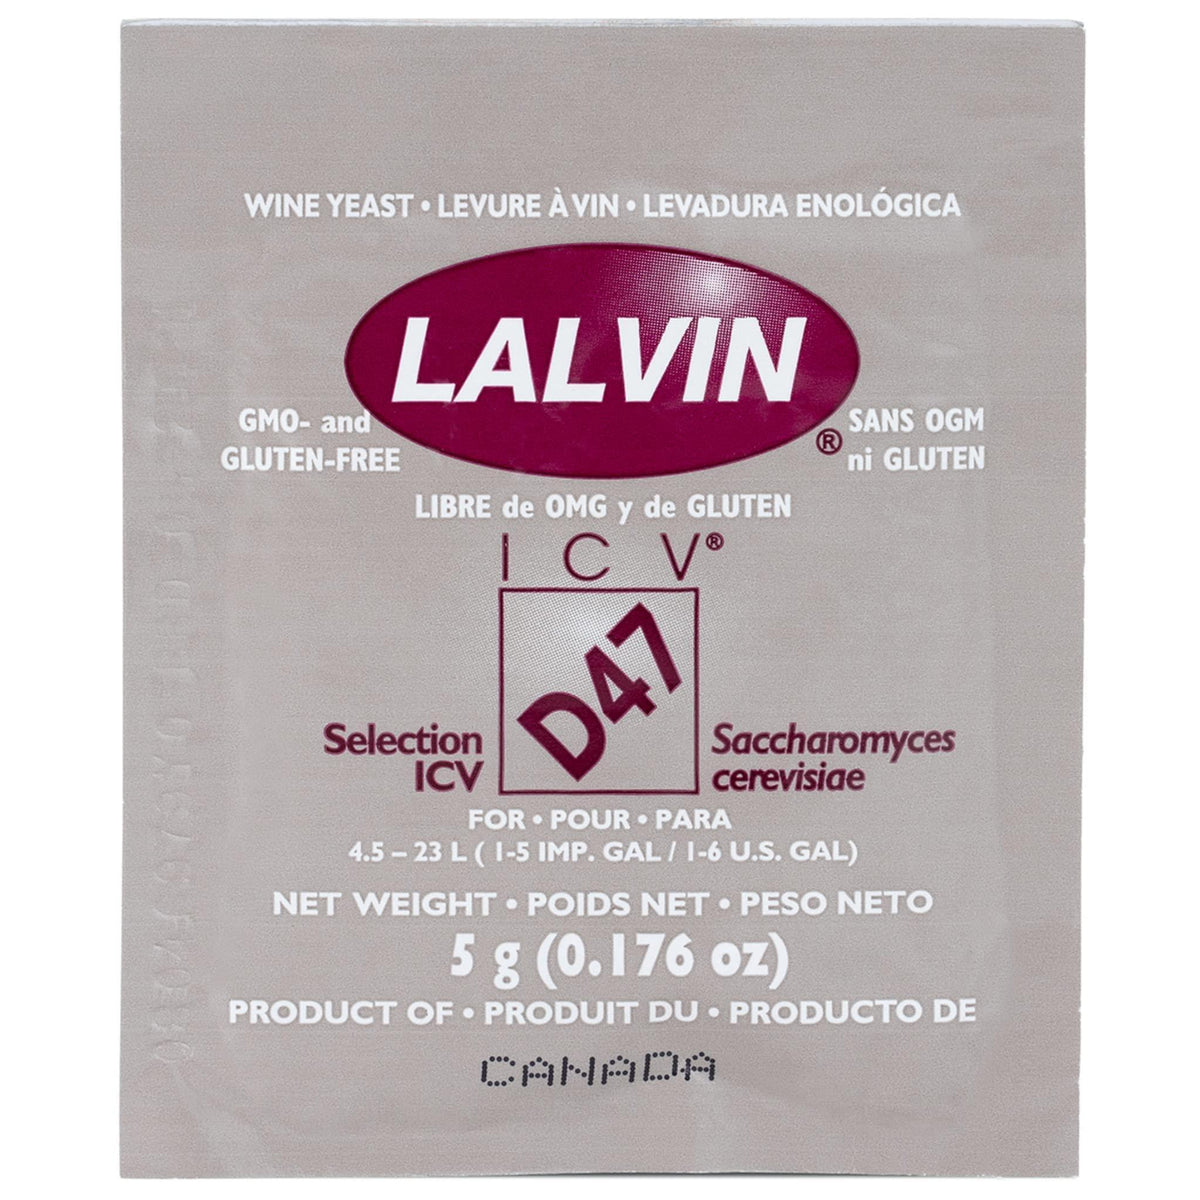 WINE YEAST • LEVURE À VIN • LEVADURA ENOLÓGICA
LALVIN®
GMO- and
GLUTEN-FREE
SANS OGM
ni GLUTEN
LIBRE de OMG y de GLUTEN
ICV®
D47
Selection
ICV
Saccharomyces
cerevisiae
FOR • POUR • PARA
4.5 – 23 L ( 1-5 IMP. GAL / 1-6 U.S. GAL)
NET WEIGHT • POIDS NET • PESO NETO
5 g (0.176 oz)
PRODUCT OF • PRODUIT DU • PRODUCTO DE
CANADA